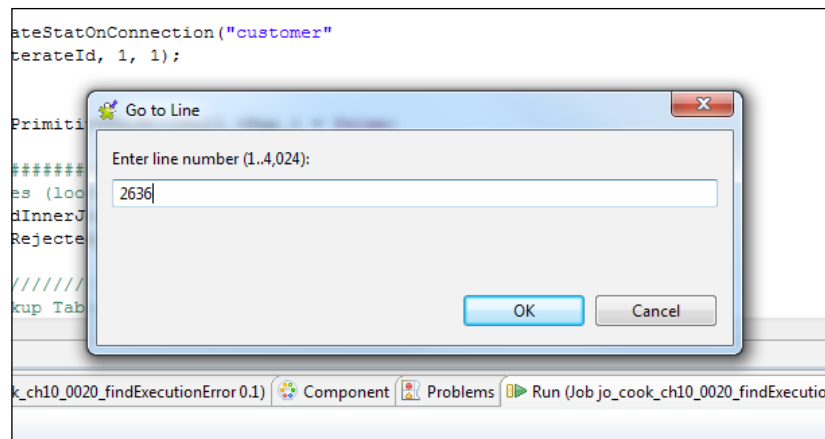 ateStatOnConnection("customer"
terateId, 1, 1);
Go to Line
Primiti
Enter line number (1..4,024):
#######
es (loo
2636
dInnerJ
Rejecte
///////
kup Tab
OK
Cancel
k_ch10_0020_findExecutionError 0.1)
Component
Problems
Run (Job jo_cook_ch10_0020_findExecutio